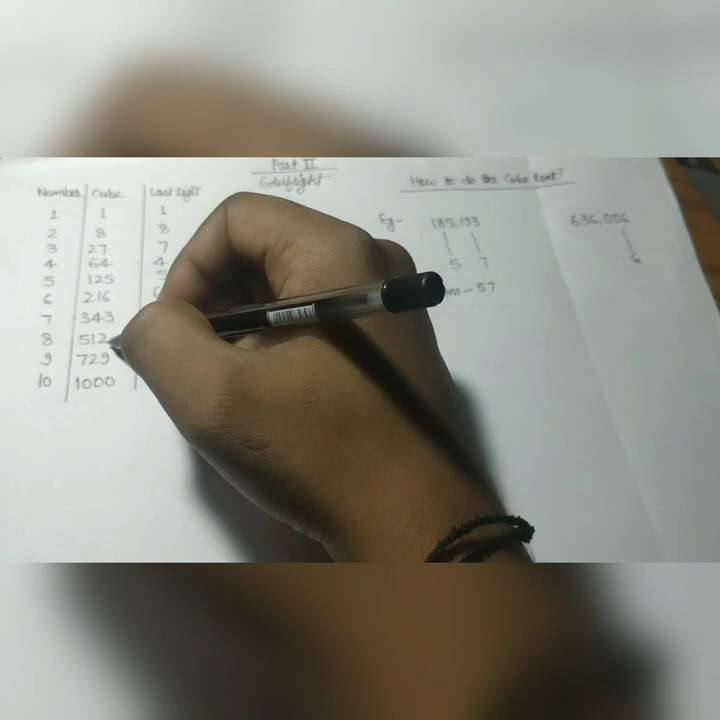 Part II
Eduflight
Number Cube Last Digit
1 1 1
2 8 8
3 27 7
4 64 4
5 125 5
6 216
7 343
8 512
9 729
10 1000
How to do the Cube Root?
Eg- 185,193
5 7
- 57
636,056
6